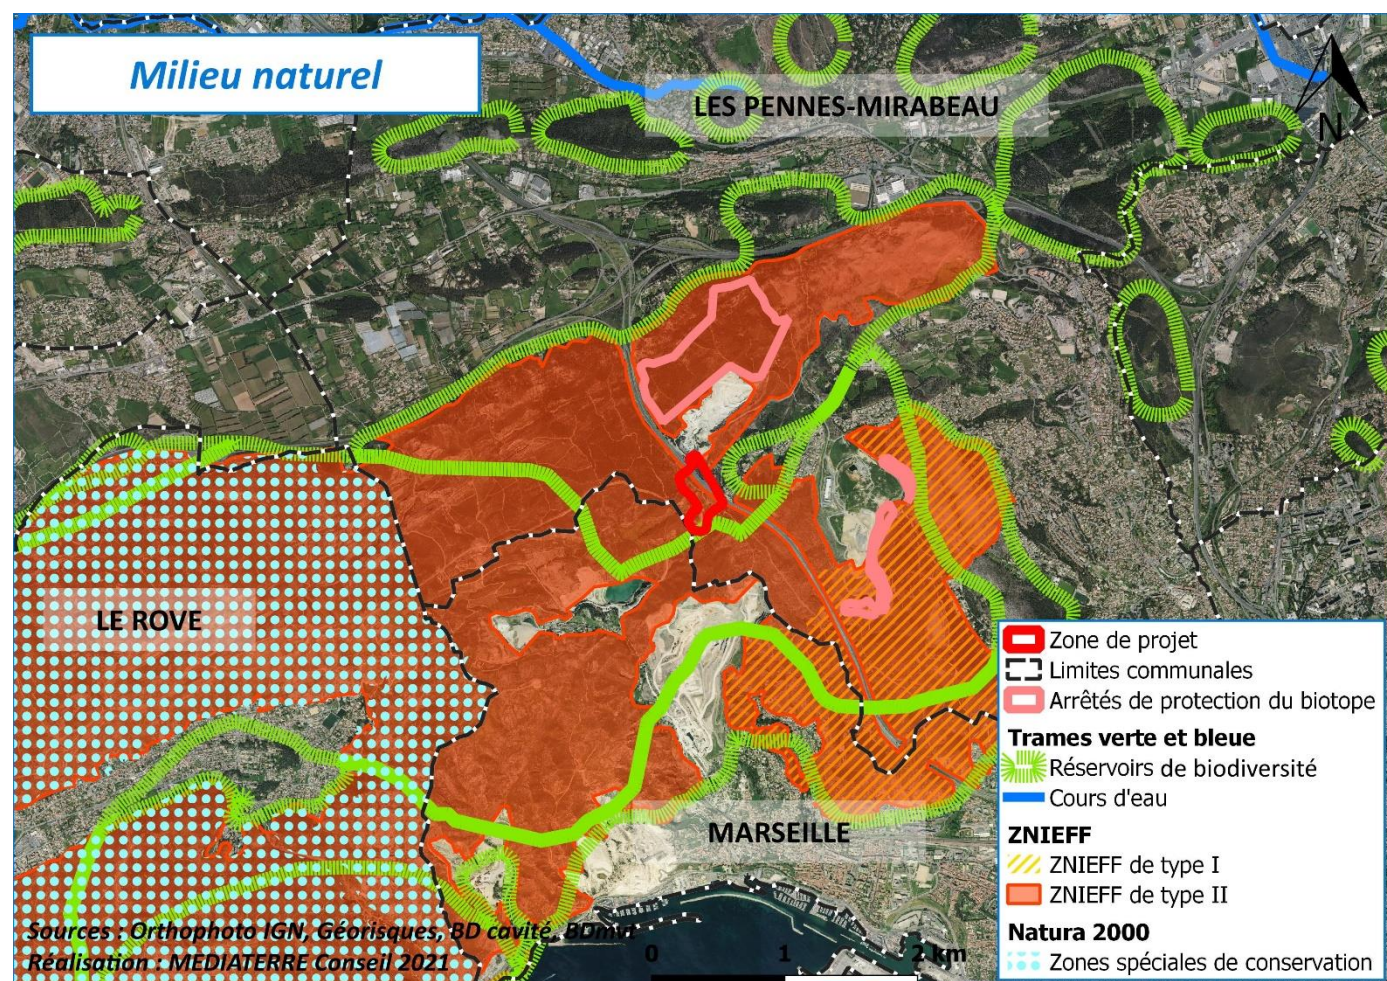 Milieu naturel
LES PENNES-MIRABEAU
N
LE ROVE
MARSEILLE
Zone de projet
Limites communales
Arrêtés de protection du biotope
Trames verte et bleue
Réservoirs de biodiversité
Cours d'eau
ZNIEFF
ZNIEFF de type I
ZNIEFF de type II
Natura 2000
Zones spéciales de conservation
Sources : Orthophoto IGN, Géorisques, BD cavité, BDmvt
Réalisation : MEDIATERRE Conseil 2021
0 1 2 km